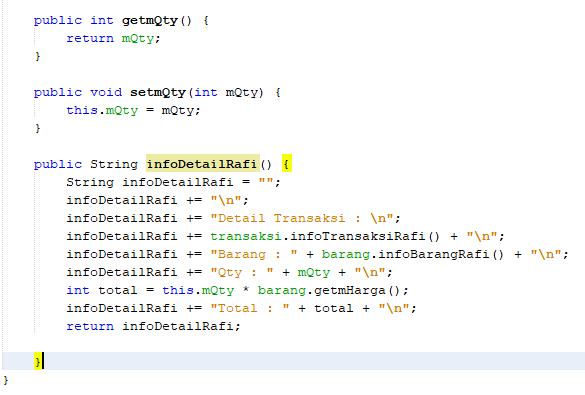 public int getmQty() {
return mQty;
}
public void setmQty(int mQty) {
this.mQty = mQty;
}
public String infoDetailRafi() {
String infoDetailRafi = "";
infoDetailRafi += "\n";
infoDetailRafi += "Detail Transaksi : \n";
infoDetailRafi += transaksi.infoTransaksiRafi() + "\n";
infoDetailRafi += "Barang : " + barang.infoBarangRafi() + "\n";
infoDetailRafi += "Qty : " + mQty + "\n";
int total = this.mQty * barang.getmHarga();
infoDetailRafi += "Total : " + total + "\n";
return infoDetailRafi;
}
}